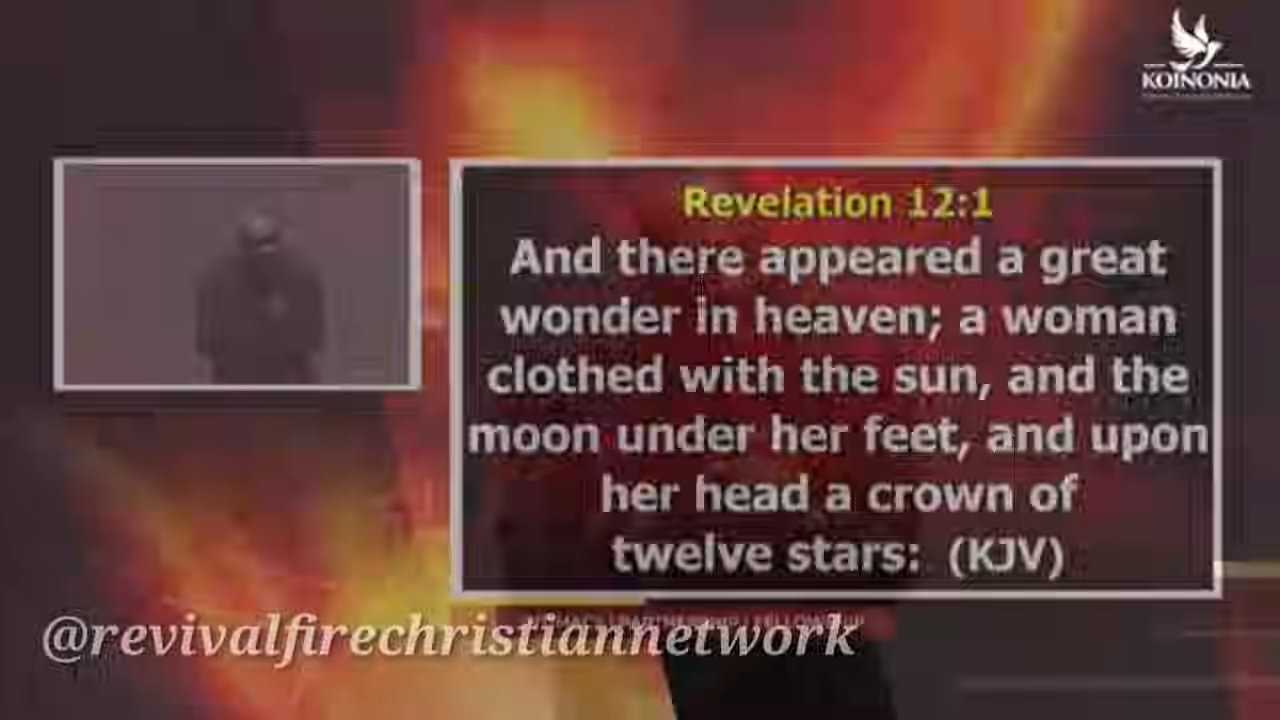 KOINONIA
Revelation 12:1
And there appeared a great
wonder in heaven; a woman
clothed with the sun, and the
moon under her feet, and upon
her head a crown of
twelve stars: (KJV)
@revivalfirechristiannetwork